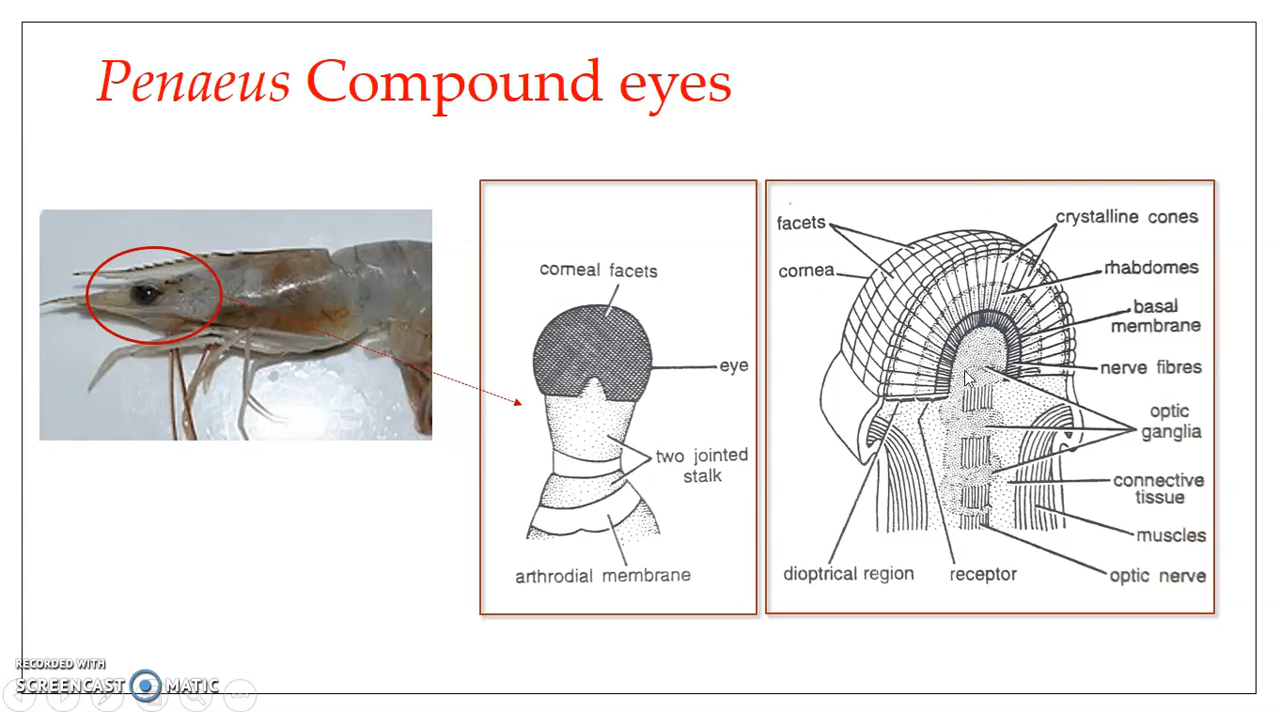 Penaeus Compound eyes
corneal facets
eye
two jointed
stalk
arthrodial membrane
facets
cornea
crystalline cones
rhabdomes
basal
membrane
nerve fibres
optic
ganglia
connective
tissue
muscles
optic nerve
dioptrical region
receptor
RECORDED WITH
SCREENCAST MATIC